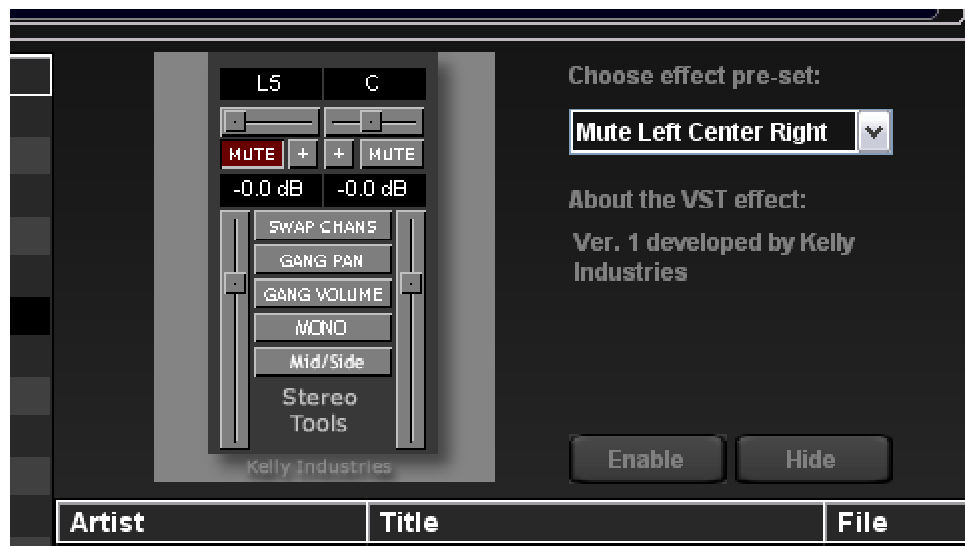 L5 C
MUTE + + MUTE
-0.0 dB -0.0 dB
SWAP CHANS
GANG PAN
GANG VOLUME
MONO
Mid/Side
Stereo
Tools
Kelly Industries
Choose effect pre-set:
Mute Left Center Right
About the VST effect:
Ver. 1 developed by Kelly
Industries
Enable Hide
Artist Title File